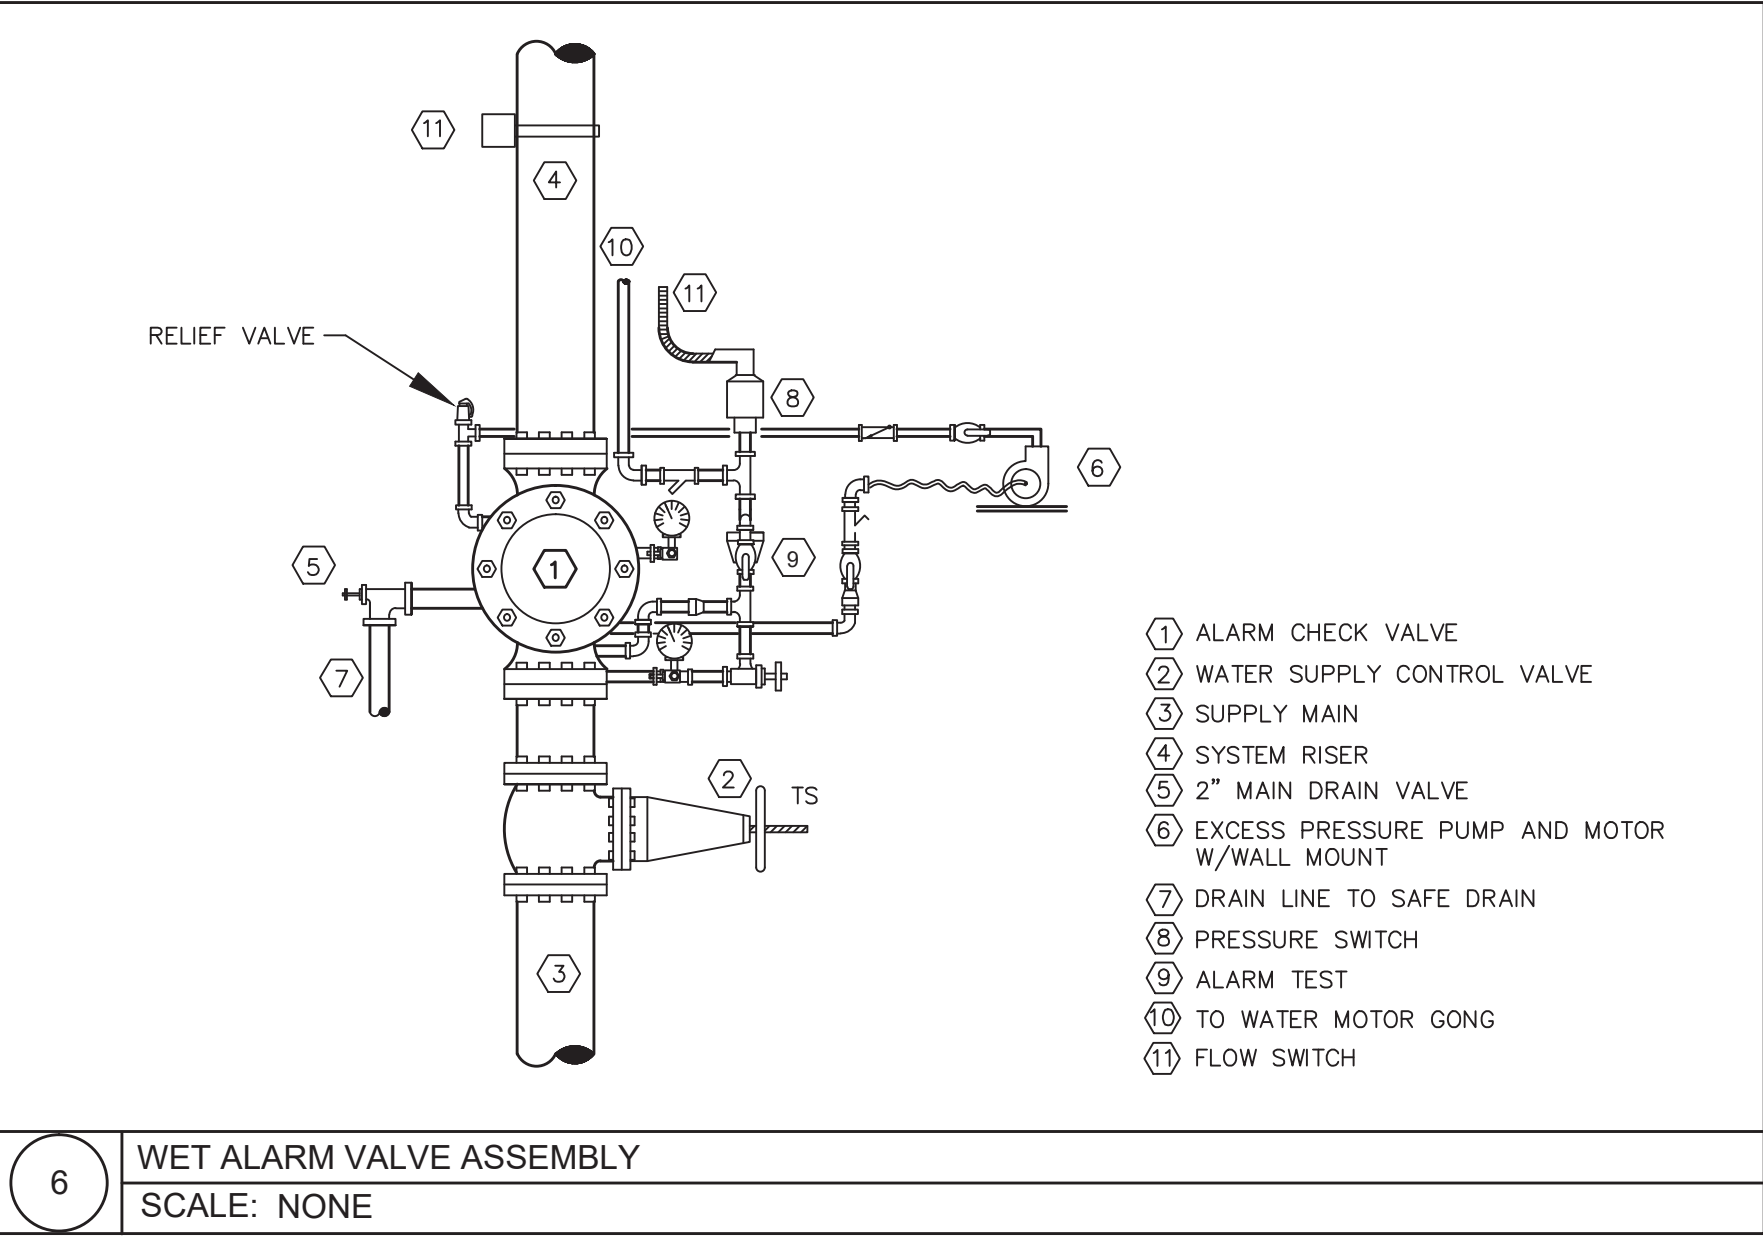 11
4
10
11
RELIEF VALVE
8
6
9
5
1
7
2
TS
3
1 ALARM CHECK VALVE
2 WATER SUPPLY CONTROL VALVE
3 SUPPLY MAIN
4 SYSTEM RISER
5 2” MAIN DRAIN VALVE
6 EXCESS PRESSURE PUMP AND MOTOR
W/WALL MOUNT
7 DRAIN LINE TO SAFE DRAIN
8 PRESSURE SWITCH
9 ALARM TEST
10 TO WATER MOTOR GONG
11 FLOW SWITCH
6
WET ALARM VALVE ASSEMBLY
SCALE: NONE